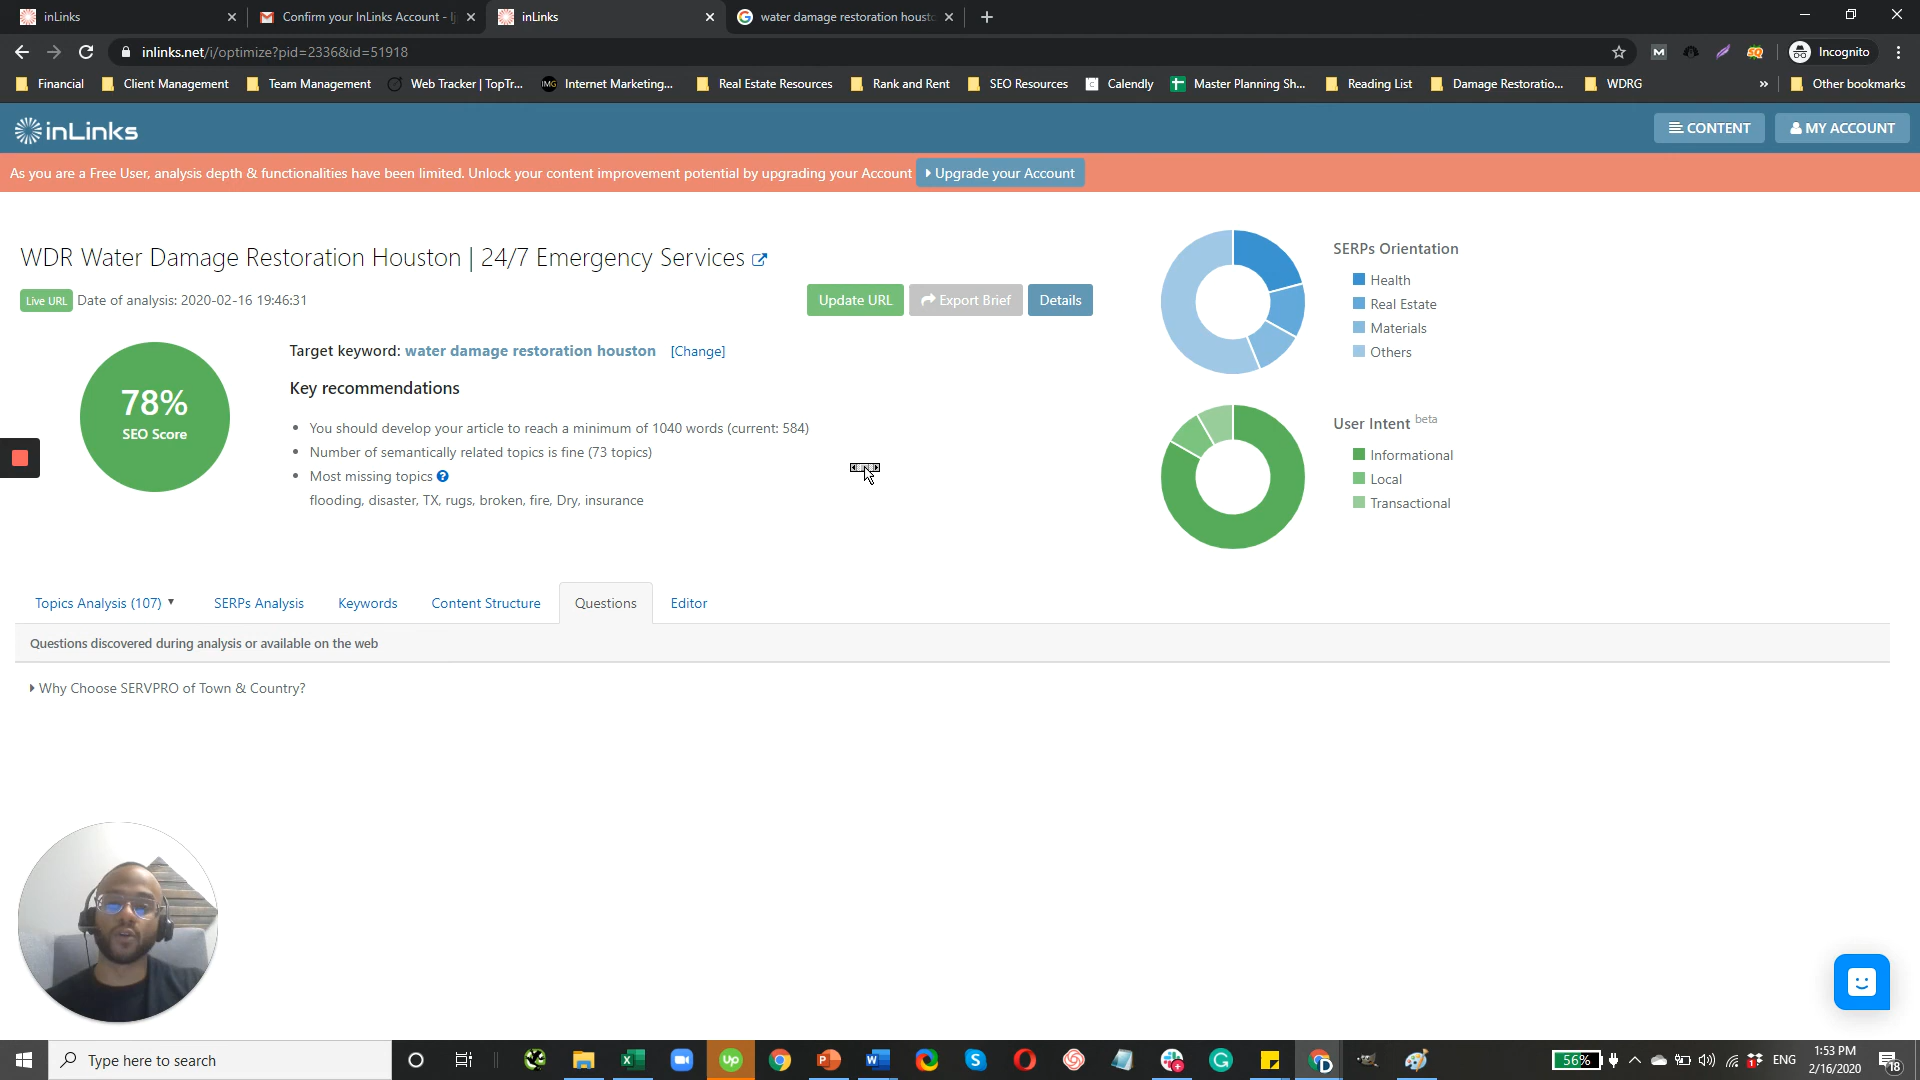 inLinks
Confirm your InLinks Account - lj
inLinks
water damage restoration housto
inlinks.net/i/optimize?pid=2336&id=51918
Incognito
Financial
Client Management
Team Management
Web Tracker | TopTr...
IMG
Internet Marketing...
Real Estate Resources
Rank and Rent
SEO Resources
Calendly
Master Planning Sh...
Reading List
Damage Restoratio...
WDRG
»
Other bookmarks
inLinks
CONTENT
MY ACCOUNT
As you are a Free User, analysis depth & functionalities have been limited. Unlock your content improvement potential by upgrading your Account
Upgrade your Account
WDR Water Damage Restoration Houston | 24/7 Emergency Services
Live URL Date of analysis: 2020-02-16 19:46:31
Update URL
Export Brief
Details
78%
SEO Score
Target keyword: water damage restoration houston [Change]
Key recommendations
• You should develop your article to reach a minimum of 1040 words (current: 584)
• Number of semantically related topics is fine (73 topics)
• Most missing topics ?
flooding, disaster, TX, rugs, broken, fire, Dry, insurance
SERPs Orientation
Health
Real Estate
Materials
Others
User Intent beta
Informational
Local
Transactional
Topics Analysis (107)
SERPs Analysis
Keywords
Content Structure
Questions
Editor
Questions discovered during analysis or available on the web
Why Choose SERVPRO of Town & Country?
Type here to search
Up
56%
ENG
1:53 PM
2/16/2020
18